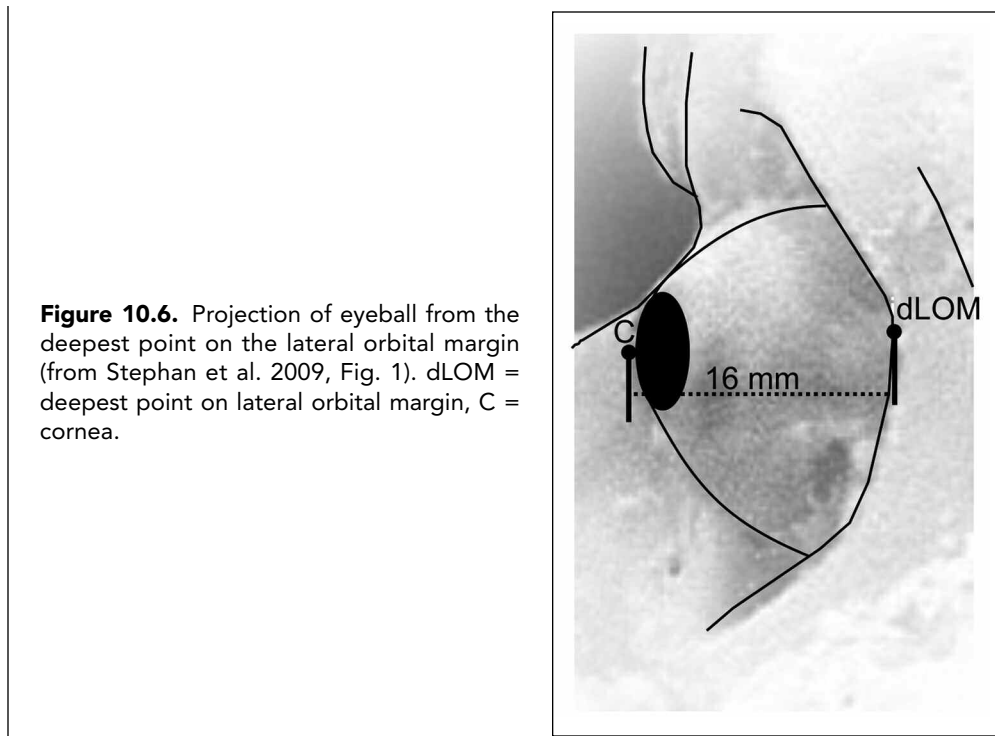 Figure 10.6. Projection of eyeball from the
deepest point on the lateral orbital margin
(from Stephan et al. 2009, Fig. 1). dLOM =
deepest point on lateral orbital margin, C =
cornea.
C
dLOM
16 mm